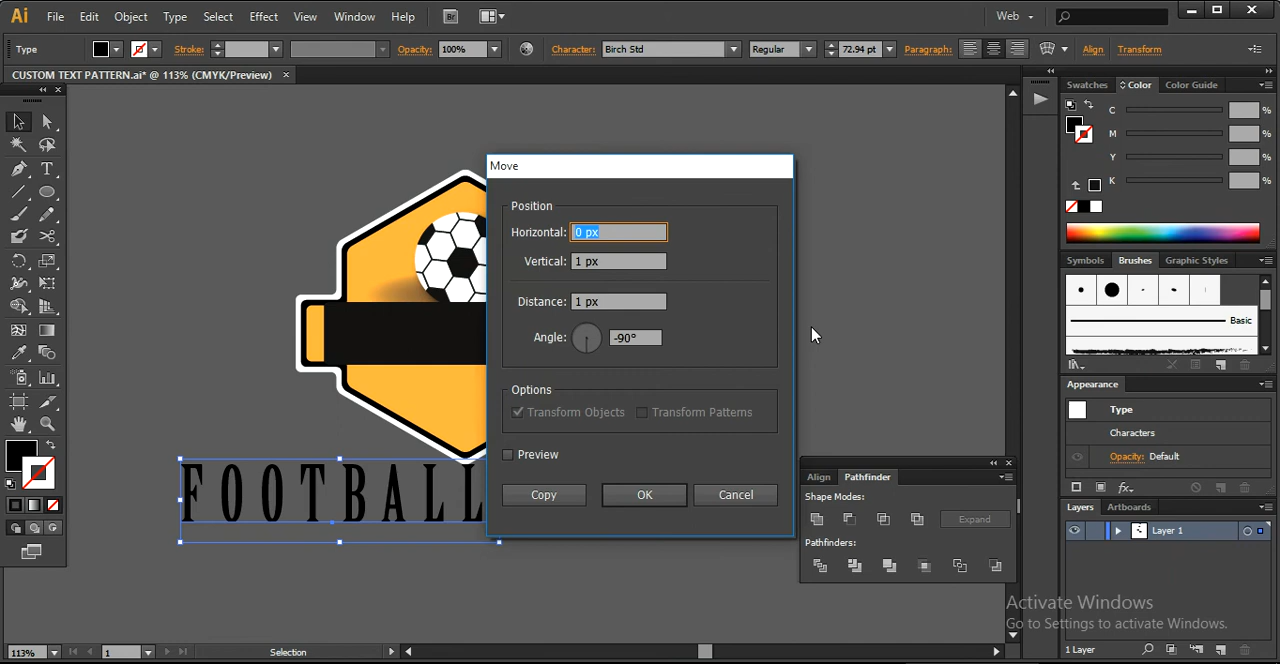 Ai File Edit Object Type Select Effect View Window Help Br Web
Type Stroke: Opacity: 100% Character: Birch Std Regular 72.94 pt Paragraph: Align Transform
CUSTOM TEXT PATTERN.ai* @ 113% (CMYK/Preview)
Swatches Color Color Guide
C %
M %
Y %
K %
Symbols Brushes Graphic Styles
Basic
Appearance
Type
Characters
Opacity: Default
fx
Layers Artboards
Layer 1
Move
Position
Horizontal: 0 px
Vertical: 1 px
Distance: 1 px
Angle: -90°
Options
Transform Objects Transform Patterns
Preview
Copy OK Cancel
FOOTBALL
Align Pathfinder
Shape Modes:
Expand
Pathfinders:
Activate Windows
Go to Settings to activate Windows.
113% 1 Selection
1 Layer